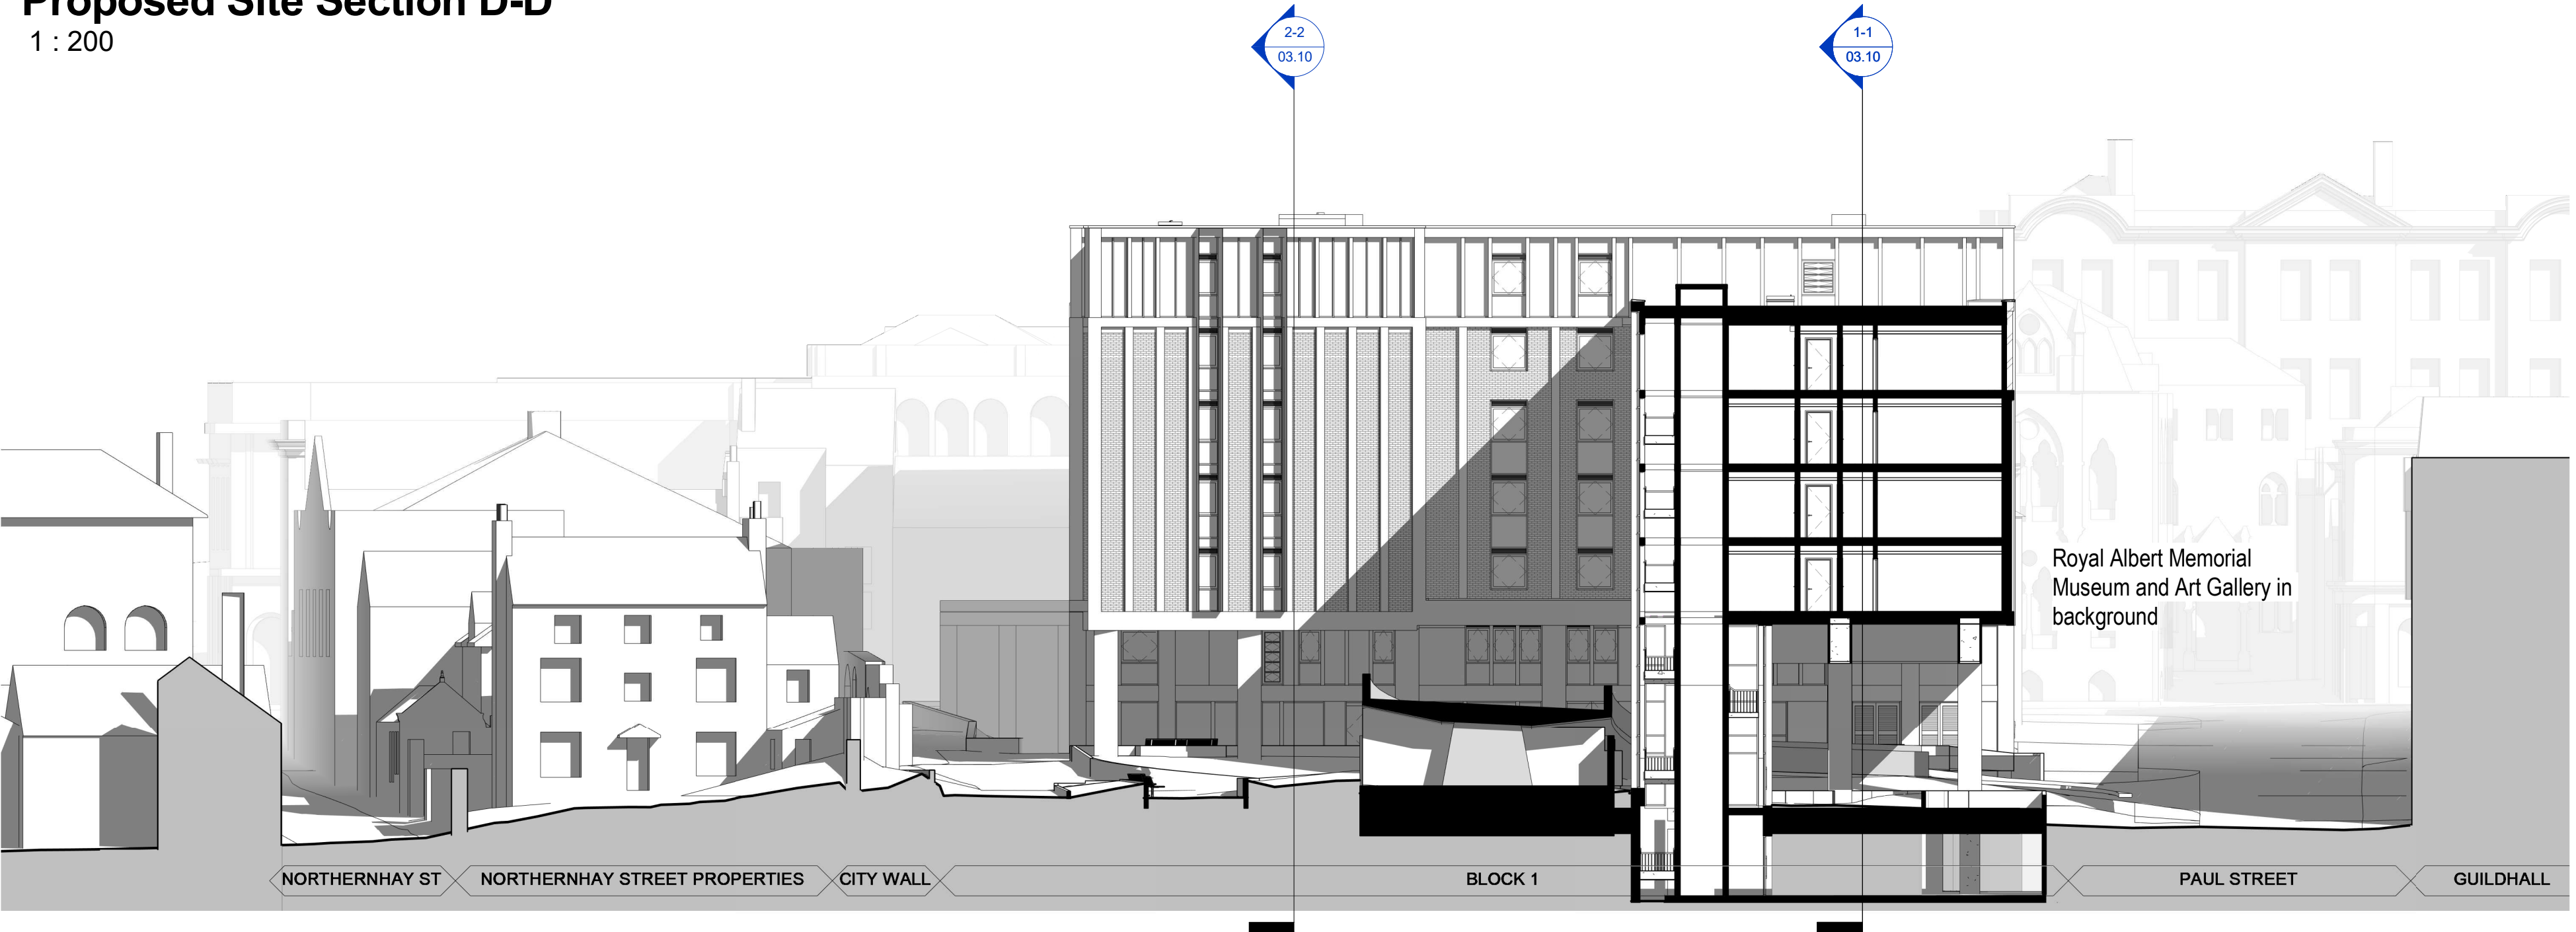 Proposed Site Section D-D
1 : 200
2-2
03.10
1-1
03.10
Royal Albert Memorial
Museum and Art Gallery in
background
NORTHERNHAY ST
NORTHERNHAY STREET PROPERTIES
CITY WALL
BLOCK 1
PAUL STREET
GUILDHALL